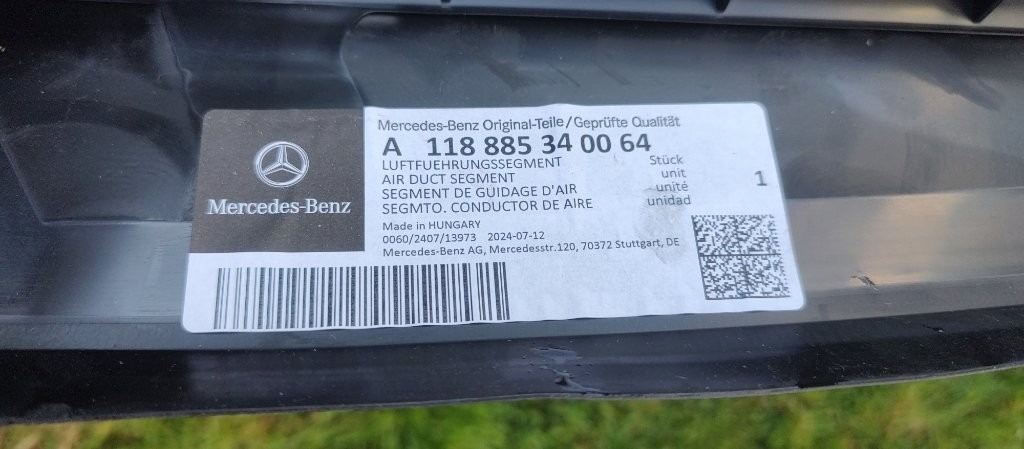 Mercedes-Benz
Mercedes-Benz Original-Teile/Geprüfte Qualität
A 118 885 34 00 64
LUFTFUEHRUNGSSEGMENT Stück
AIR DUCT SEGMENT unit
SEGMENT DE GUIDAGE D'AIR unité 1
SEGMTO. CONDUCTOR DE AIRE unidad
Made in HUNGARY
0060/2407/13973 2024-07-12
Mercedes-Benz AG, Mercedesstr.120, 70372 Stuttgart, DE